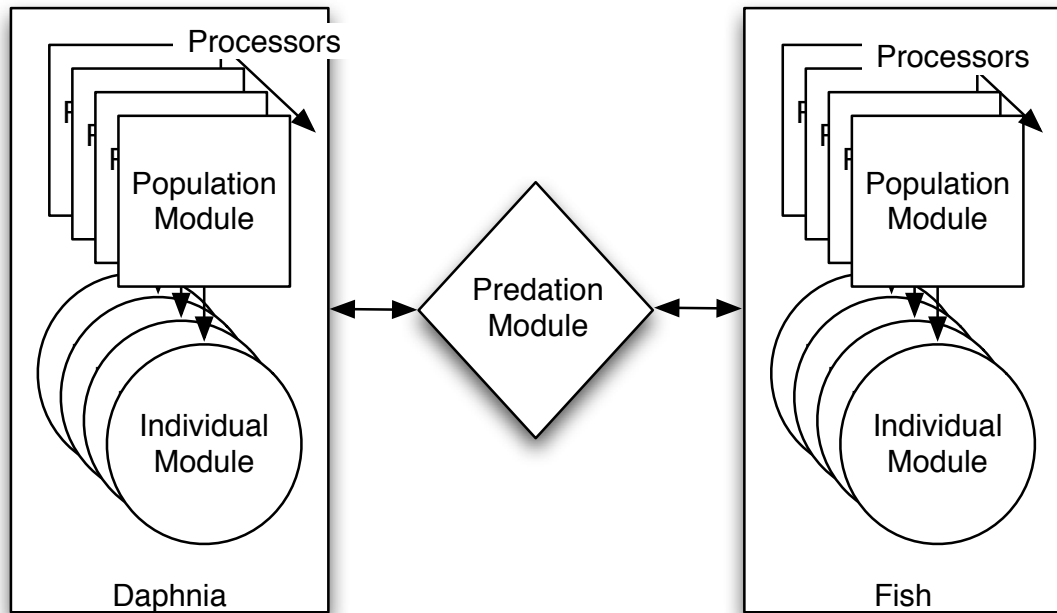 Processors
Population
Module
Individual
Module
Daphnia
Predation
Module
Processors
Population
Module
Individual
Module
Fish